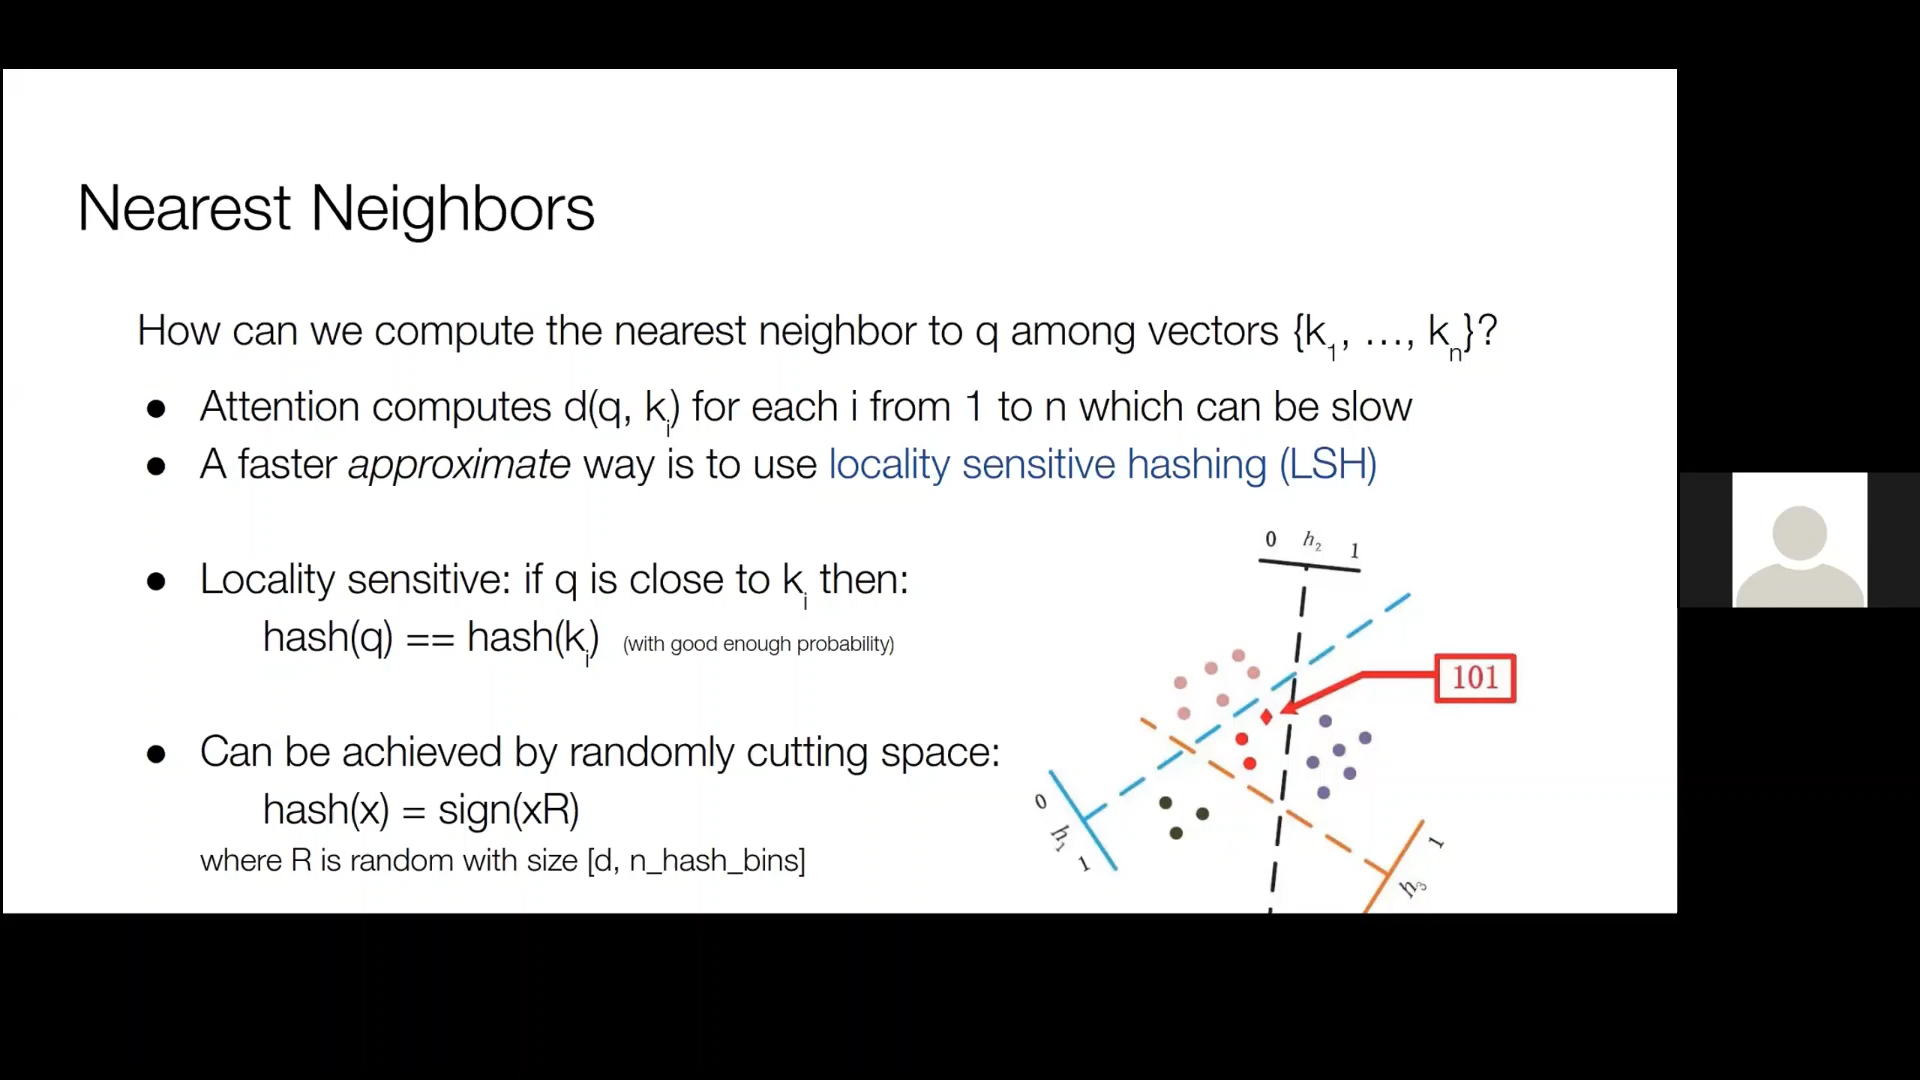 Nearest Neighbors
How can we compute the nearest neighbor to q among vectors {k1, …, kn}?
● Attention computes d(q, ki) for each i from 1 to n which can be slow
● A faster approximate way is to use locality sensitive hashing (LSH)
● Locality sensitive: if q is close to ki then:
hash(q) == hash(ki) (with good enough probability)
● Can be achieved by randomly cutting space:
hash(x) = sign(xR)
where R is random with size [d, n_hash_bins]
0 h2 1
101
0 h1 1
1 h3